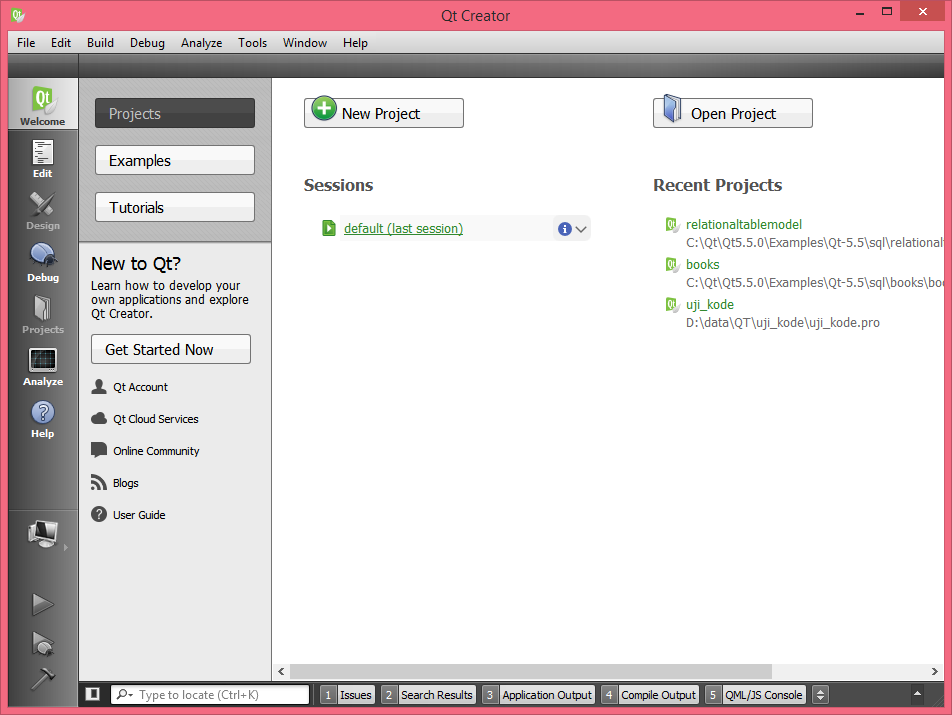 Qt Creator
File Edit Build Debug Analyze Tools Window Help
Qt
Welcome
Edit
Design
Debug
Projects
Analyze
Help
Projects
Examples
Tutorials
New to Qt?
Learn how to develop your
own applications and explore
Qt Creator.
Get Started Now
Qt Account
Qt Cloud Services
Online Community
Blogs
User Guide
New Project
Open Project
Sessions
default (last session)
Recent Projects
relationaltablemodel
C:\Qt\Qt5.5.0\Examples\Qt-5.5\sql\relational
books
C:\Qt\Qt5.5.0\Examples\Qt-5.5\sql\books\boo
uji_kode
D:\data\QT\uji_kode\uji_kode.pro
Type to locate (Ctrl+K)
1 Issues 2 Search Results 3 Application Output 4 Compile Output 5 QML/JS Console